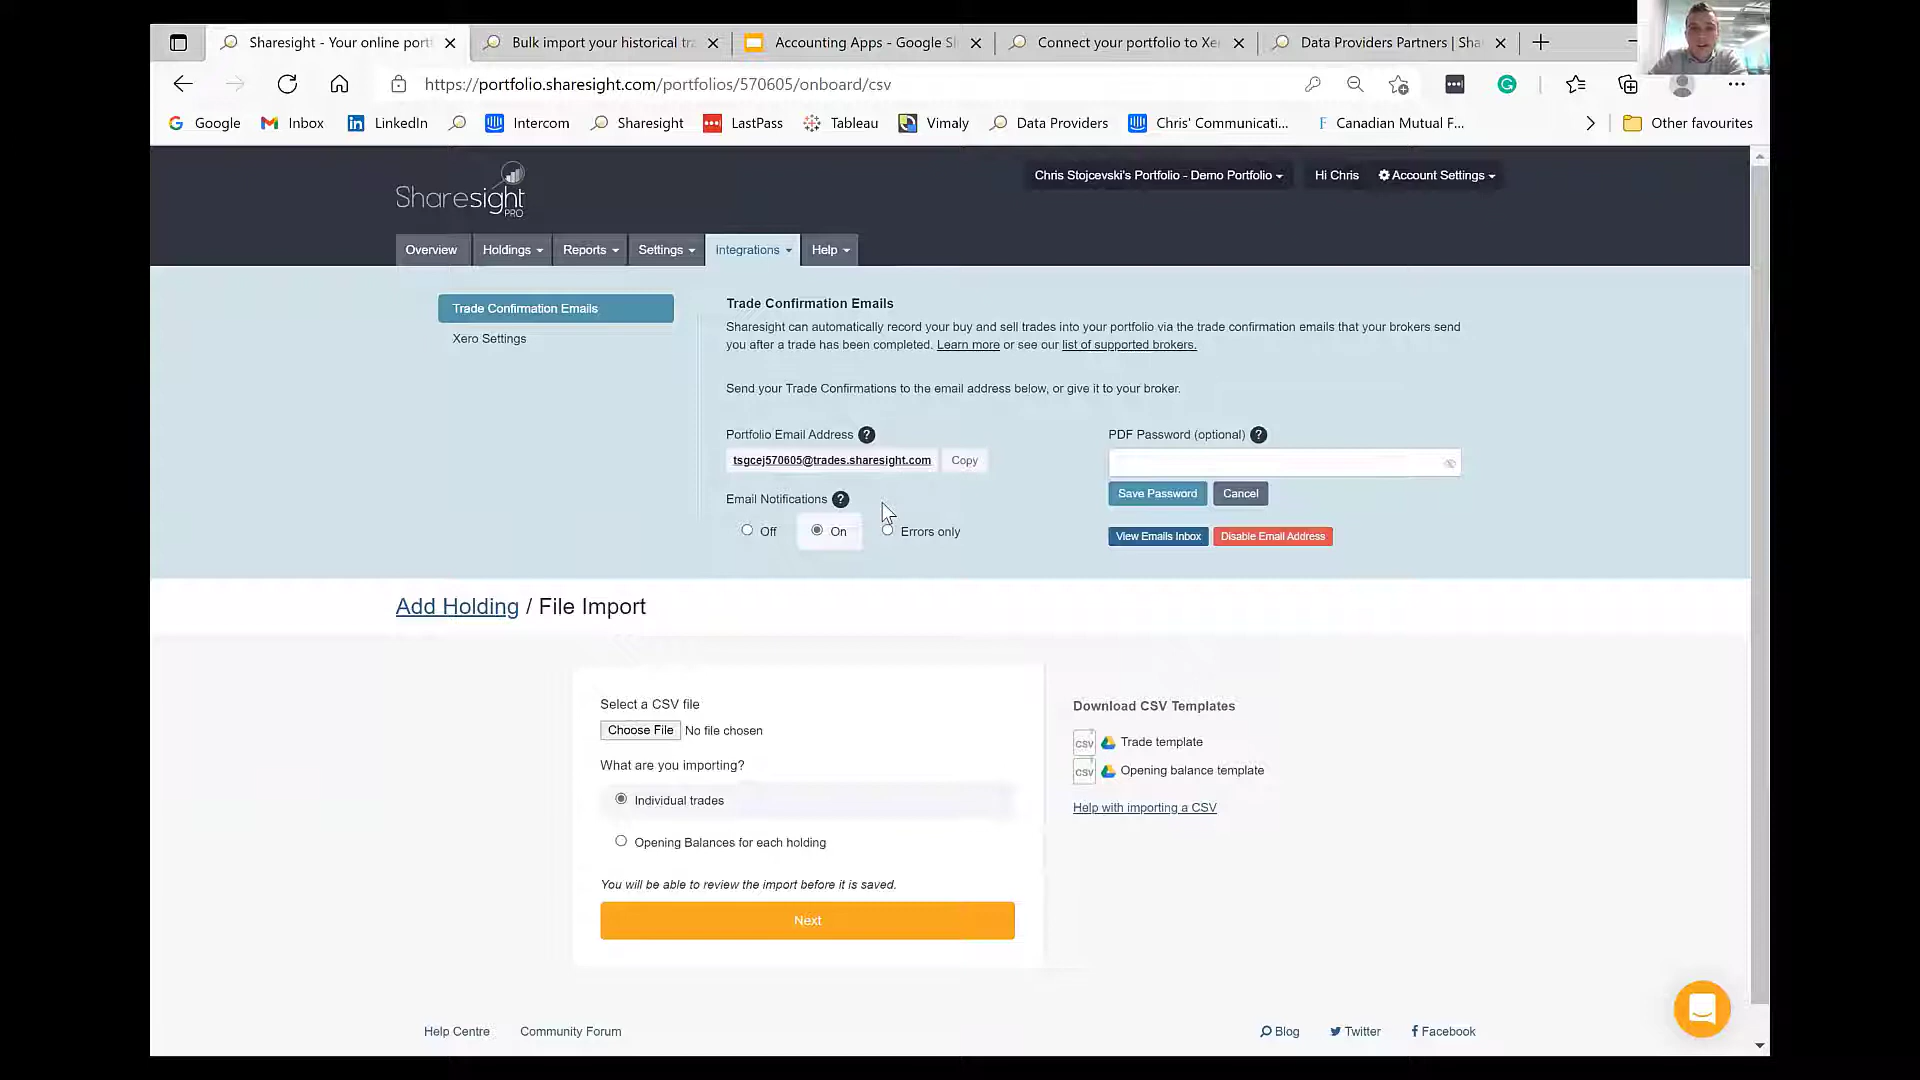 Sharesight - Your online port
Bulk import your historical tra
Accounting Apps - Google Sl
Connect your portfolio to Xe
Data Providers Partners | Sha
https://portfolio.sharesight.com/portfolios/570605/onboard/csv
Google
Inbox
LinkedIn
Intercom
Sharesight
LastPass
Tableau
Vimaly
Data Providers
Chris' Communicati...
Canadian Mutual F...
Other favourites
Sharesight
PRO
Chris Stojcevski's Portfolio - Demo Portfolio
Hi Chris
Account Settings
Overview
Holdings
Reports
Settings
Integrations
Help
Trade Confirmation Emails
Xero Settings
Trade Confirmation Emails
Sharesight can automatically record your buy and sell trades into your portfolio via the trade confirmation emails that your brokers send
you after a trade has been completed. Learn more or see our list of supported brokers.
Send your Trade Confirmations to the email address below, or give it to your broker.
Portfolio Email Address ?
tsgcej570605@trades.sharesight.com
Copy
Email Notifications ?
Off
On
Errors only
PDF Password (optional) ?
Save Password
Cancel
View Emails Inbox
Disable Email Address
Add Holding / File Import
Select a CSV file
Choose File No file chosen
What are you importing?
Individual trades
Opening Balances for each holding
You will be able to review the import before it is saved.
Next
Download CSV Templates
CSV Trade template
CSV Opening balance template
Help with importing a CSV
Help Centre
Community Forum
Blog
Twitter
Facebook